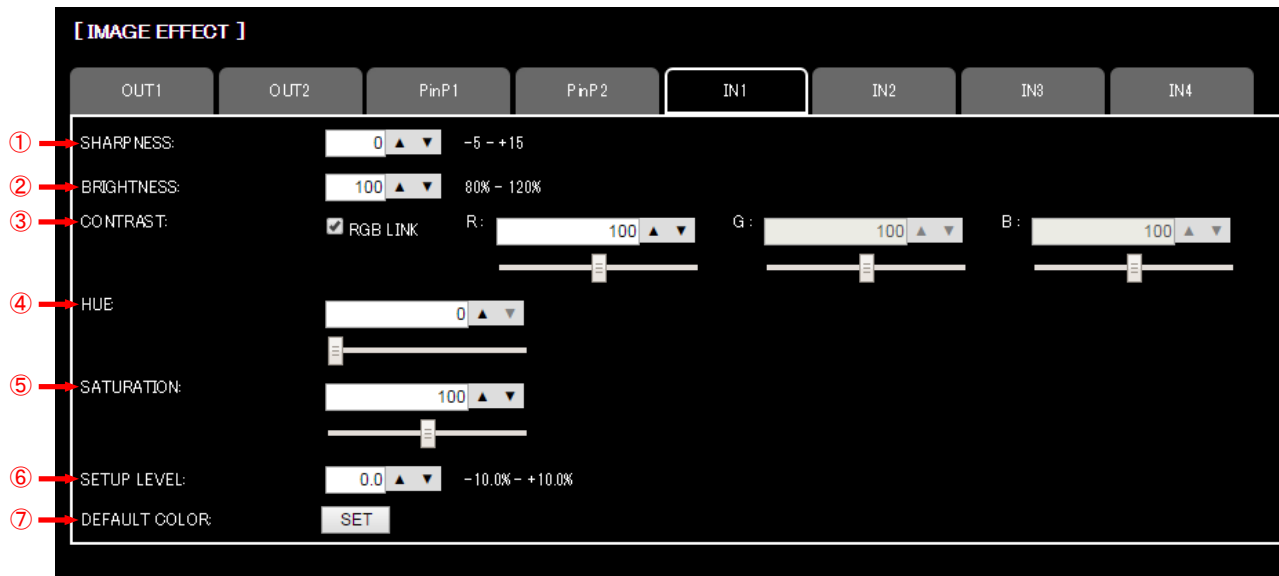 [ IMAGE EFFECT ]
OUT1 OUT2 PinP1 PinP2 IN1 IN2 IN3 IN4
① SHARPNESS: 0 ▲ ▼ -5 - +15
② BRIGHTNESS: 100 ▲ ▼ 80% - 120%
③ CONTRAST: RGB LINK R: 100 ▲ ▼ G: 100 ▲ ▼ B: 100 ▲ ▼
④ HUE: 0 ▲ ▼
⑤ SATURATION: 100 ▲ ▼
⑥ SETUP LEVEL: 0.0 ▲ ▼ -10.0% - +10.0%
⑦ DEFAULT COLOR: SET